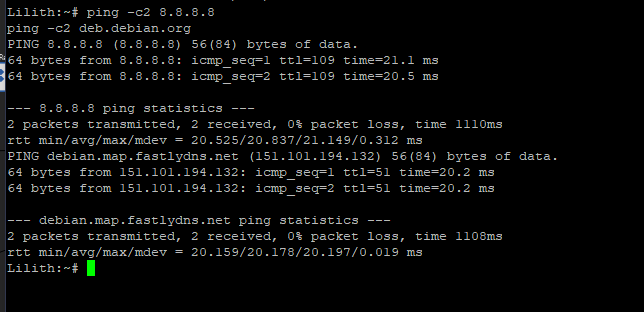 Lilith:~# ping -c2 8.8.8.8
ping -c2 deb.debian.org
PING 8.8.8.8 (8.8.8.8) 56(84) bytes of data.
64 bytes from 8.8.8.8: icmp_seq=1 ttl=109 time=21.1 ms
64 bytes from 8.8.8.8: icmp_seq=2 ttl=109 time=20.5 ms
--- 8.8.8.8 ping statistics ---
2 packets transmitted, 2 received, 0% packet loss, time 1110ms
rtt min/avg/max/mdev = 20.525/20.837/21.149/0.312 ms
PING debian.map.fastlydns.net (151.101.194.132) 56(84) bytes of data.
64 bytes from 151.101.194.132: icmp_seq=1 ttl=51 time=20.2 ms
64 bytes from 151.101.194.132: icmp_seq=2 ttl=51 time=20.2 ms
--- debian.map.fastlydns.net ping statistics ---
2 packets transmitted, 2 received, 0% packet loss, time 1108ms
rtt min/avg/max/mdev = 20.159/20.178/20.197/0.019 ms
Lilith:~#